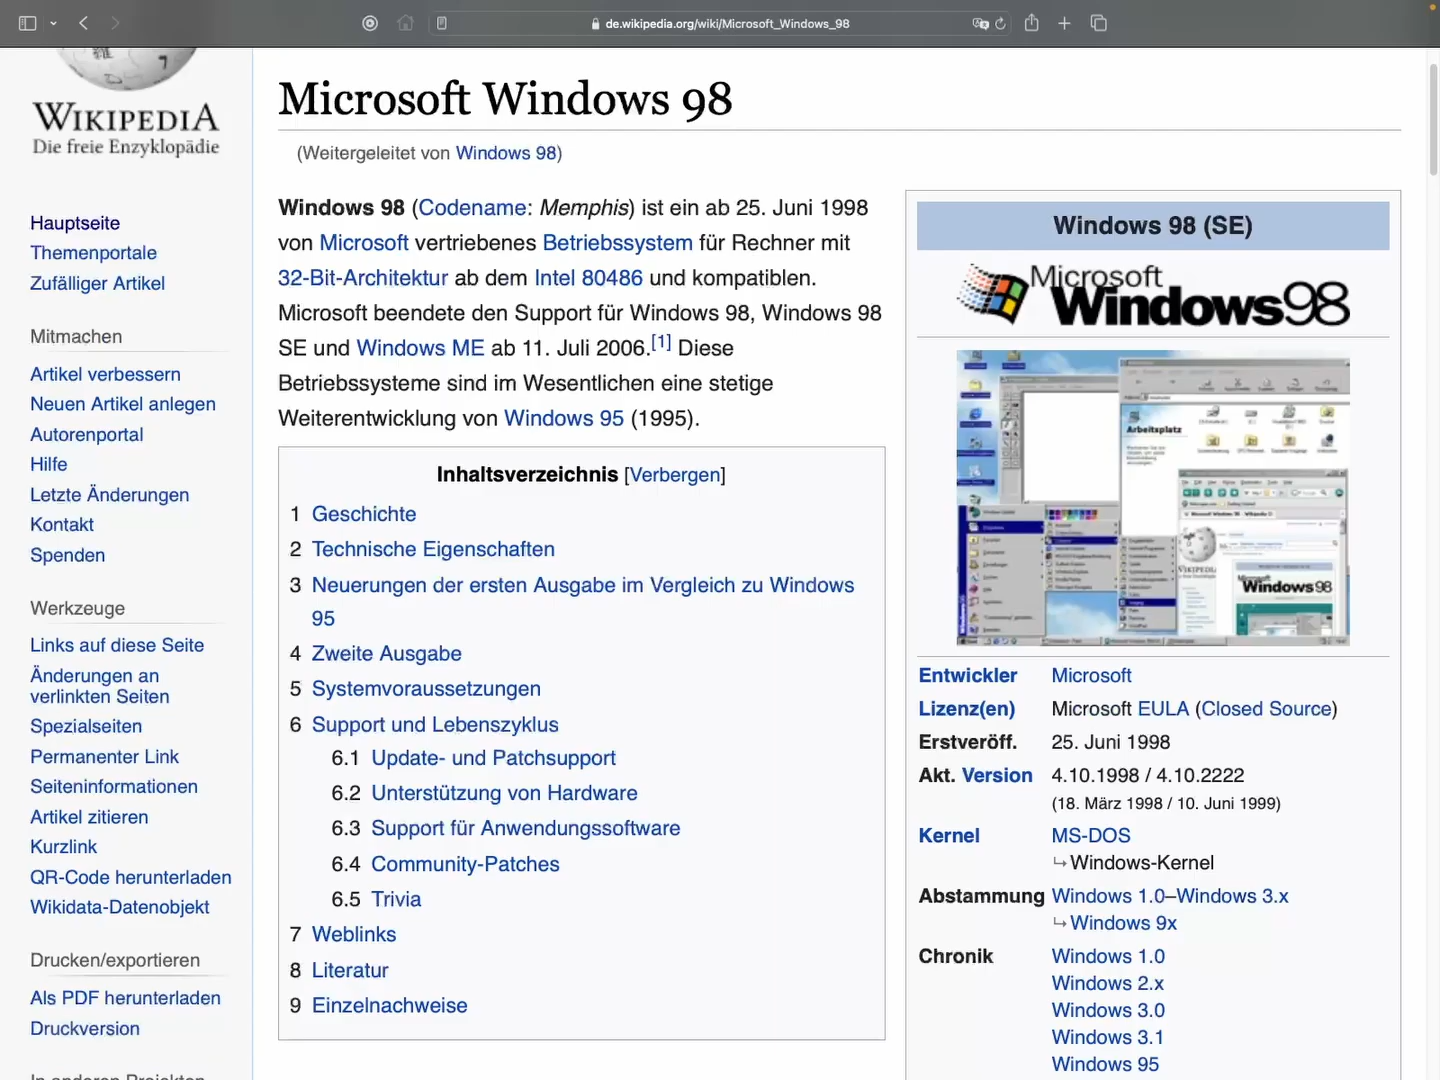 de.wikipedia.org/wiki/Microsoft_Windows_98
WIKIPEDIA
Die freie Enzyklopädie
Hauptseite
Themenportale
Zufälliger Artikel
Mitmachen
Artikel verbessern
Neuen Artikel anlegen
Autorenportal
Hilfe
Letzte Änderungen
Kontakt
Spenden
Werkzeuge
Links auf diese Seite
Änderungen an
verlinkten Seiten
Spezialseiten
Permanenter Link
Seiteninformationen
Artikel zitieren
Kurzlink
QR-Code herunterladen
Wikidata-Datenobjekt
Drucken/exportieren
Als PDF herunterladen
Druckversion
In anderen Projekten
Microsoft Windows 98
(Weitergeleitet von Windows 98)
Windows 98 (Codename: Memphis) ist ein ab 25. Juni 1998
von Microsoft vertriebenes Betriebssystem für Rechner mit
32-Bit-Architektur ab dem Intel 80486 und kompatiblen.
Microsoft beendete den Support für Windows 98, Windows 98
SE und Windows ME ab 11. Juli 2006.[1] Diese
Betriebssysteme sind im Wesentlichen eine stetige
Weiterentwicklung von Windows 95 (1995).
Inhaltsverzeichnis [Verbergen]
1 Geschichte
2 Technische Eigenschaften
3 Neuerungen der ersten Ausgabe im Vergleich zu Windows
95
4 Zweite Ausgabe
5 Systemvoraussetzungen
6 Support und Lebenszyklus
6.1 Update- und Patchsupport
6.2 Unterstützung von Hardware
6.3 Support für Anwendungssoftware
6.4 Community-Patches
6.5 Trivia
7 Weblinks
8 Literatur
9 Einzelnachweise
Windows 98 (SE)
Microsoft
Windows98
Arbeitsplatz
WIKIPEDIA
Microsoft
Windows98
Entwickler Microsoft
Lizenz(en) Microsoft EULA (Closed Source)
Erstveröff. 25. Juni 1998
Akt. Version 4.10.1998 / 4.10.2222
(18. März 1998 / 10. Juni 1999)
Kernel MS-DOS
↪Windows-Kernel
Abstammung Windows 1.0–Windows 3.x
↪Windows 9x
Chronik Windows 1.0
Windows 2.x
Windows 3.0
Windows 3.1
Windows 95